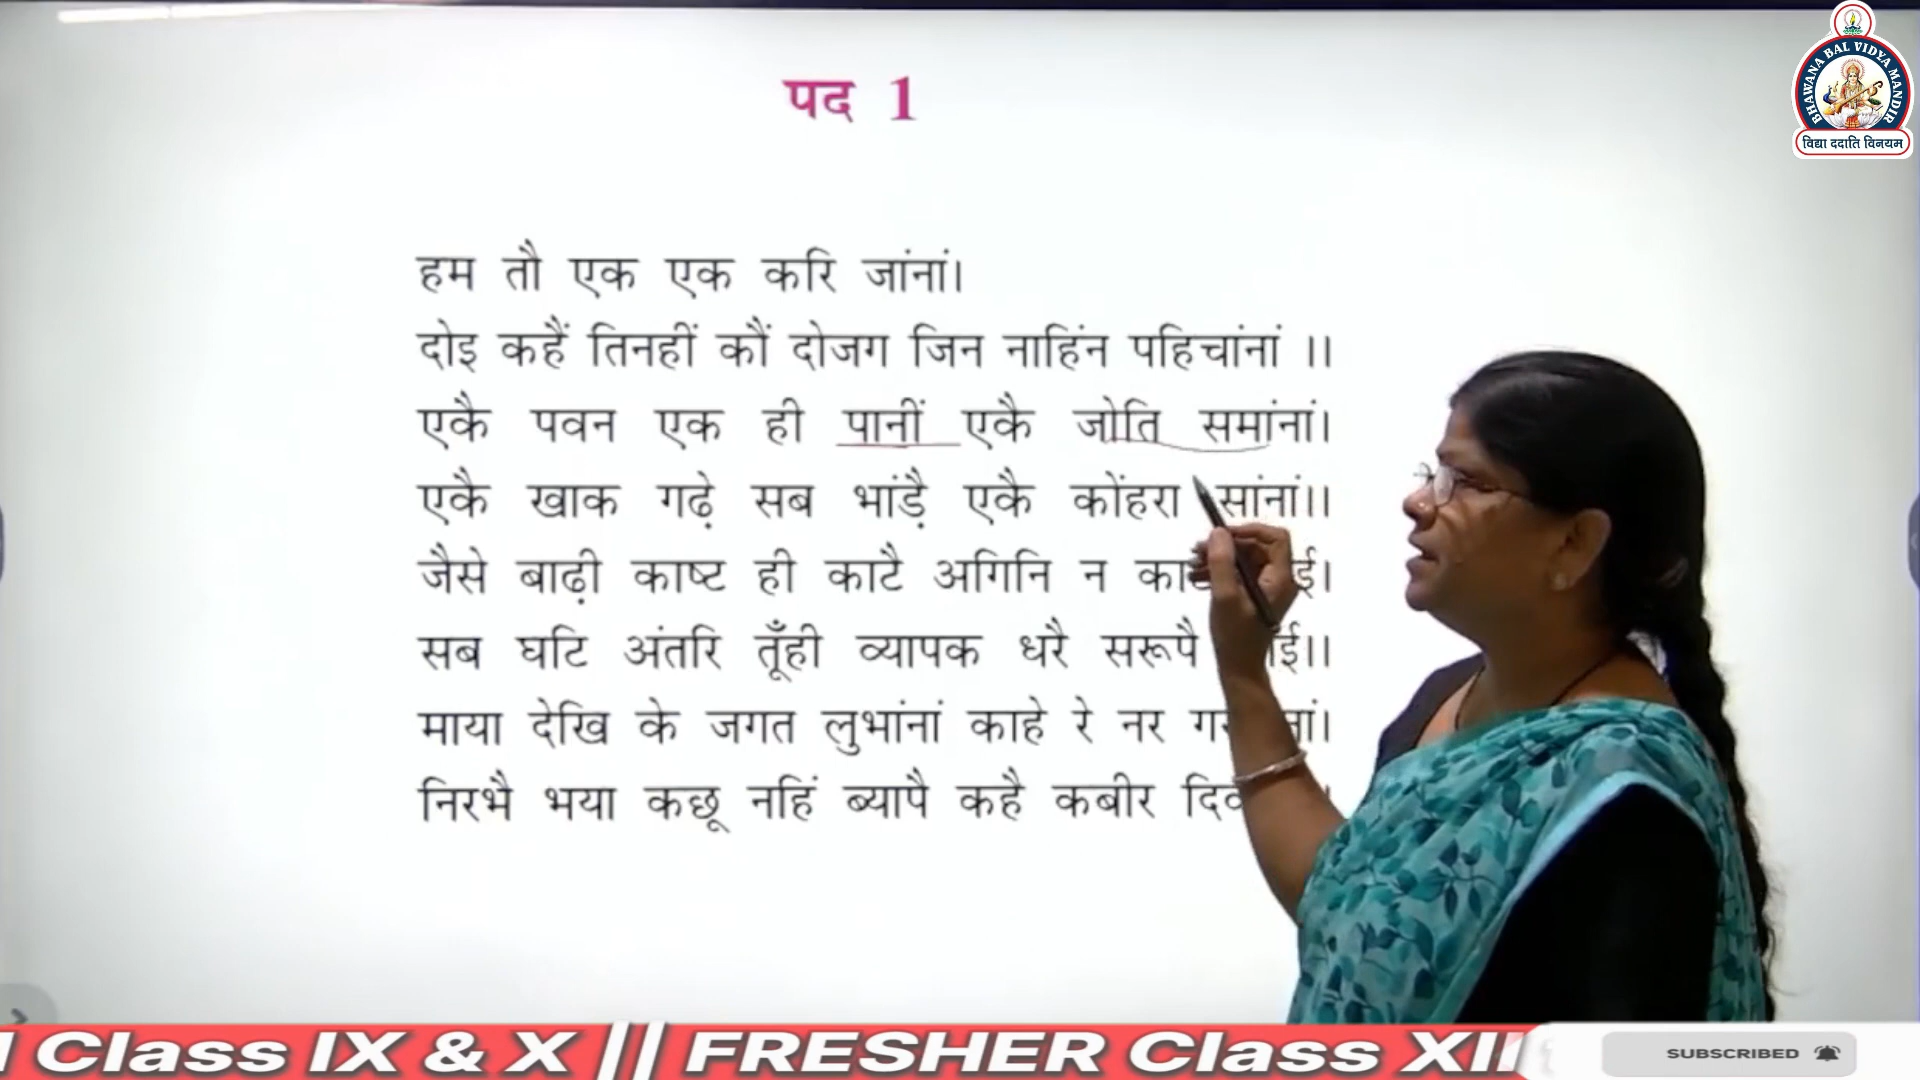 पद 1
हम तौ एक एक करि जांनां।
दोइ कहैं तिनहीं कौं दोजग जिन नाहिंन पहिचांनां ।।
एकै पवन एक ही पानीं एकै जोति समांनां।
एकै खाक गढ़े सब भांड़ै एकै कोंहरा सांनां।।
जैसे बाढ़ी काष्ट ही काटै अगिनि न
सब घटि अंतरि तूँही व्यापक धरै सरूपै
माया देखि के जगत लुभांनां काहे रे नर
निरभै भया कछू नहिं ब्यापै कहै कबीर
BHAWANA BAL VIDYA MANDIR
विद्या ददाति विनयम
Class IX & X || FRESHER Class XII
SUBSCRIBED